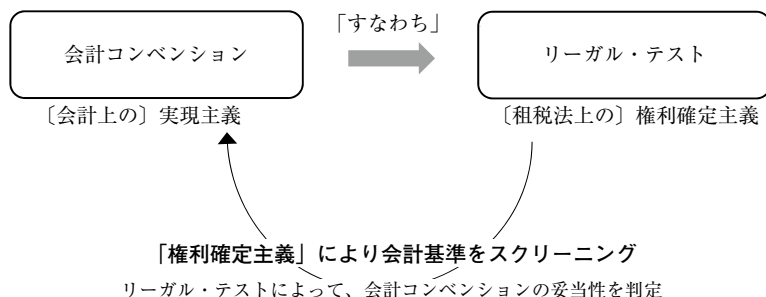 「すなわち」
会計コンベンション
リーガル・テスト
〔会計上の〕実現主義
〔租税法上の〕権利確定主義
「権利確定主義」により会計基準をスクリーニング
リーガル・テストによって、会計コンベンションの妥当性を判定